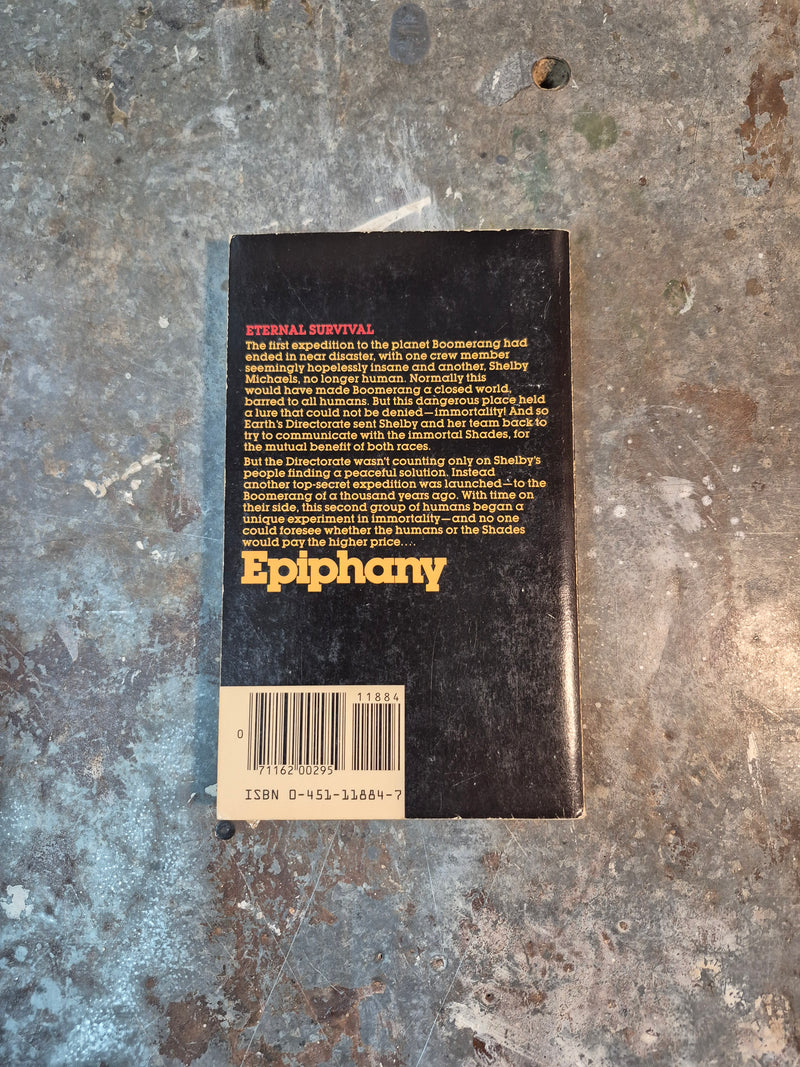 ETERNAL SURVIVAL
The first expedition to the planet Boomerang had
ended in near disaster, with one crew member
seemingly hopelessly insane and another, Shelby
Michaels, no longer human. Normally this
would have made Boomerang a closed world,
barred to all humans. But this dangerous place held
a lure that could not be denied—immortality! And so
Earth's Directorate sent Shelby and her team back to
try to communicate with the immortal Shades, for
the mutual benefit of both races.
But the Directorate wasn't counting only on Shelby's
people finding a peaceful solution. Instead
another top-secret expedition was launched—to the
Boomerang of a thousand years ago. With time on
their side, this second group of humans began a
unique experiment in immortality—and no one
could foresee whether the humans or the Shades
would pay the higher price....
Epiphany
11884
0
71162 00295
ISBN 0-451-11884-7